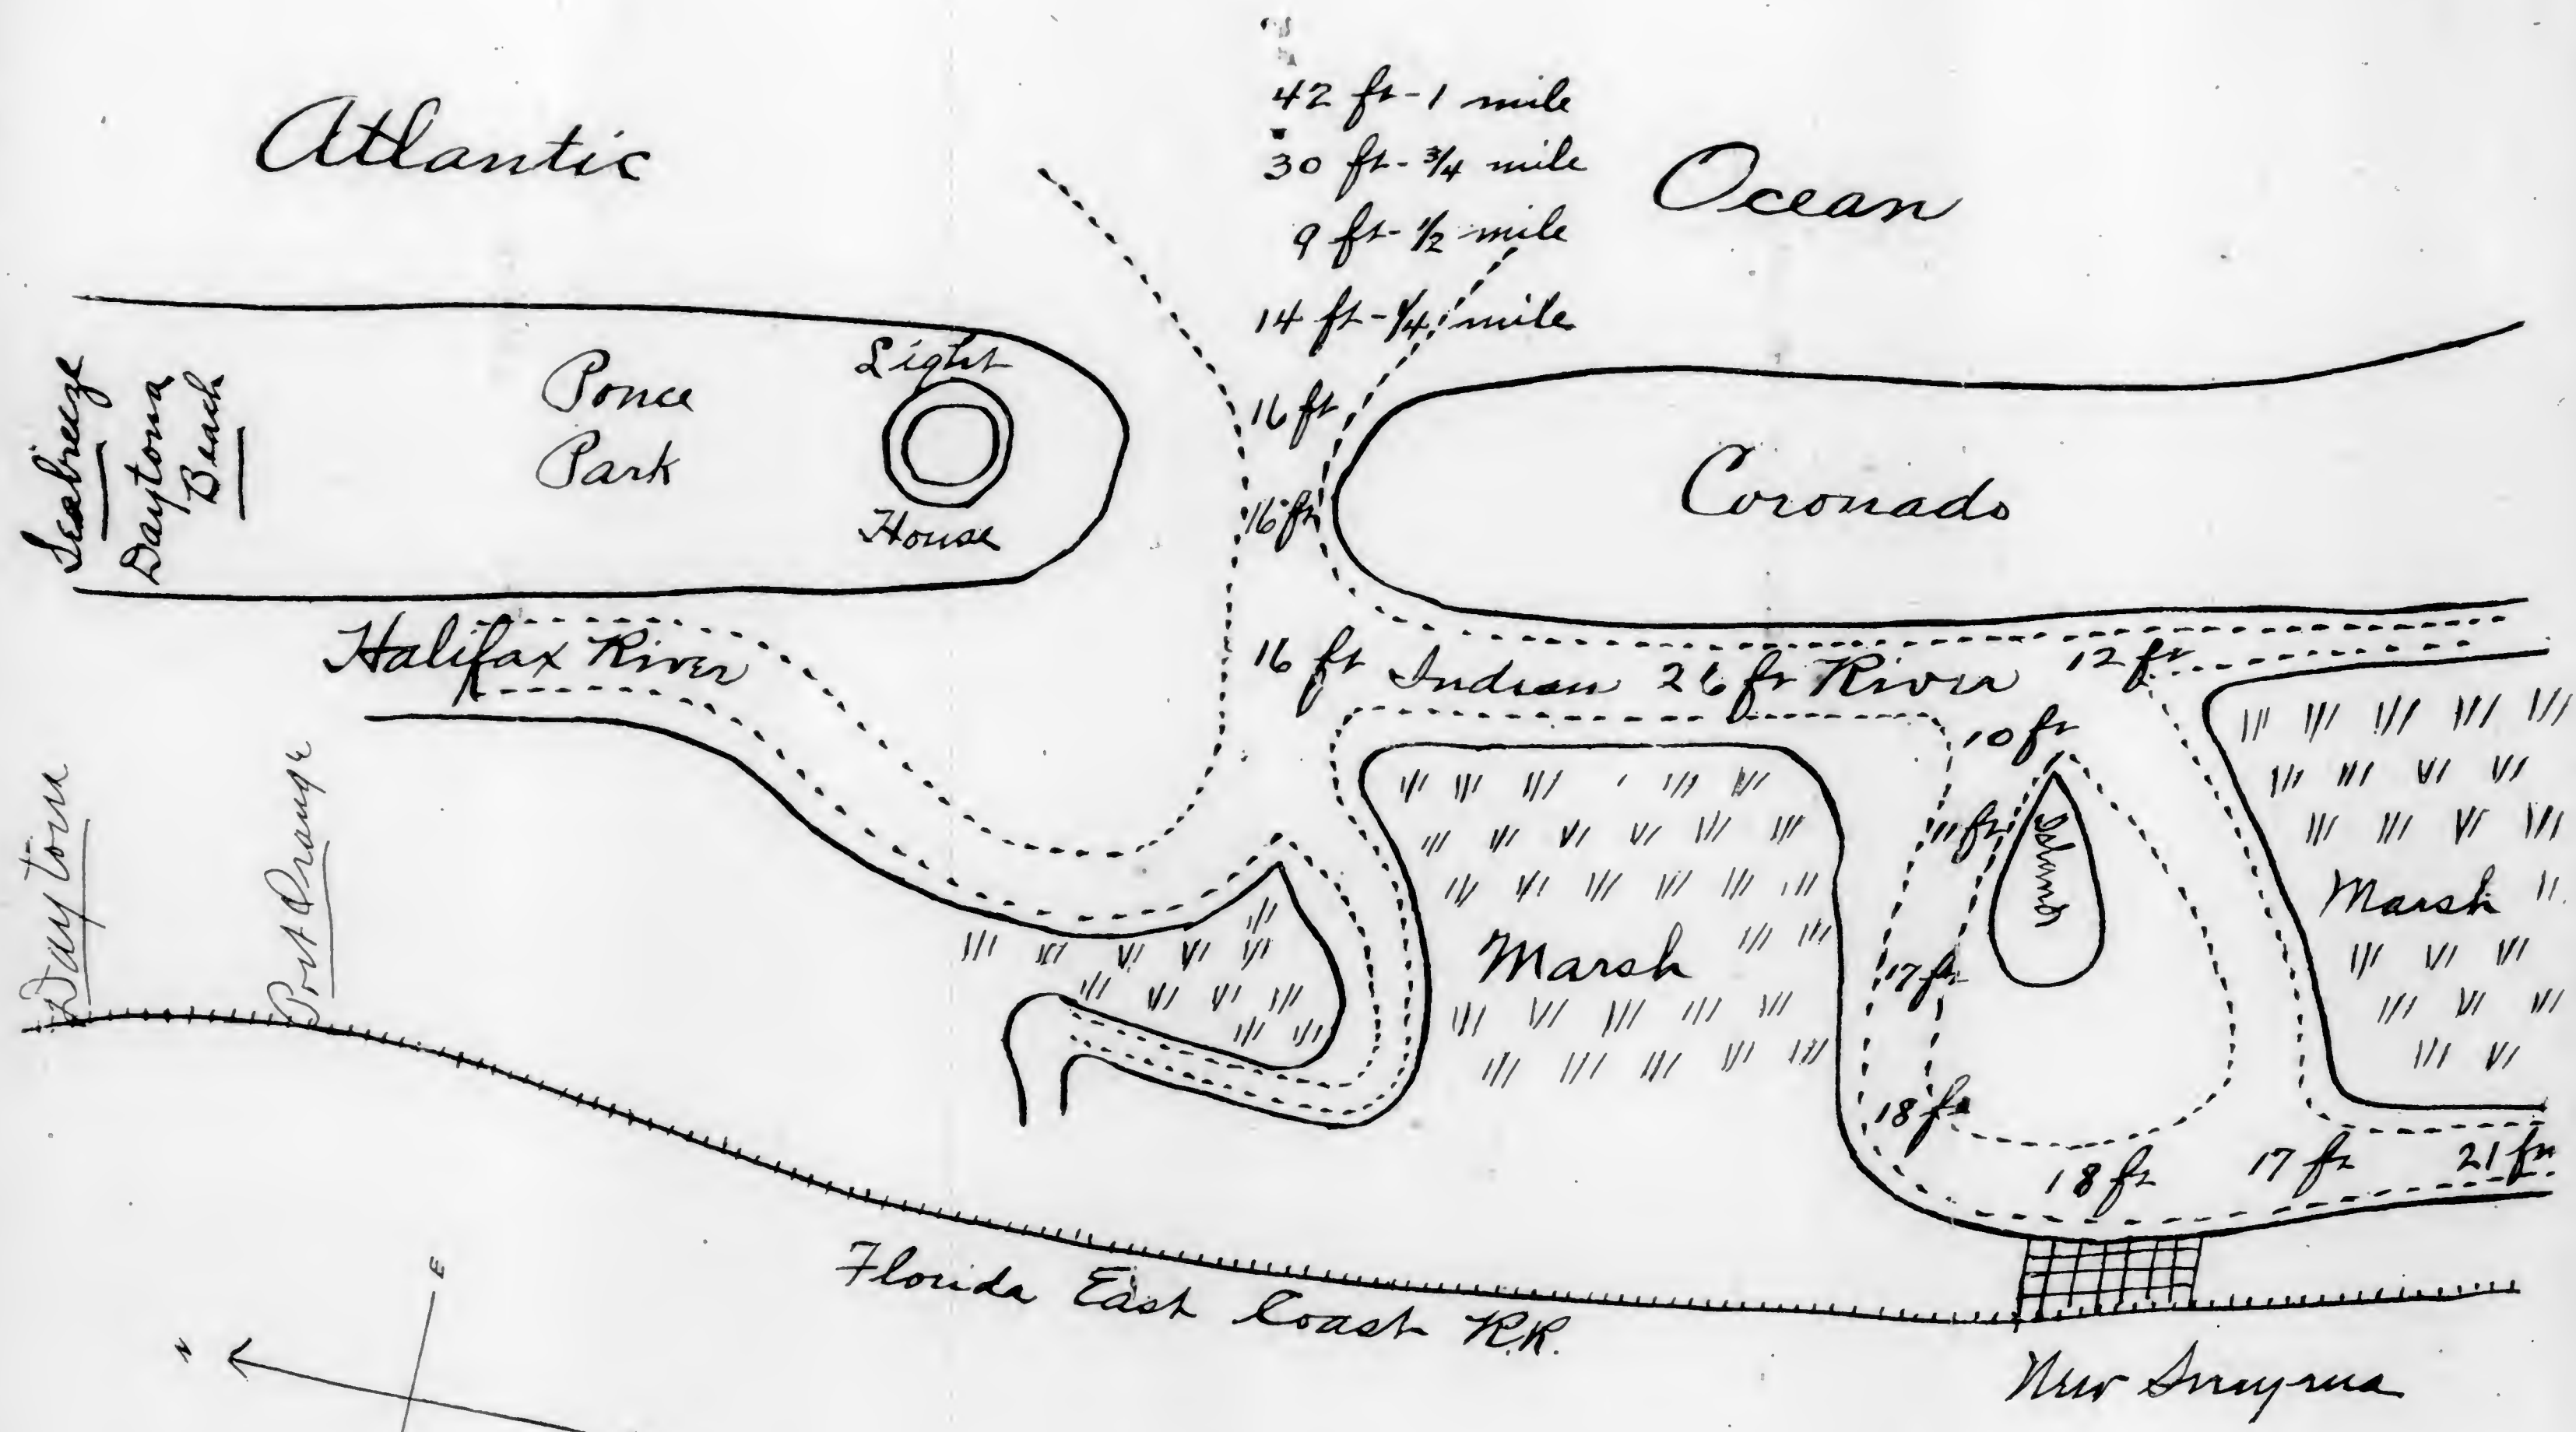 42 ft - 1 mile
Atlantic
30 ft - 3/4 mile
Ocean
9 ft - 1/2 mile
14 ft - 1/4 mile
Seabreeze
Daytona
Beach
Ponce
Park
Light
House
16 ft
Coronado
16 ft
Halifax River
16 ft
Indian 26 ft River
12 ft
10 ft
11 ft
Island
Marsh
Marsh
17 ft
18 ft
18 ft
17 ft
21 ft
Daytona
Port Orange
Florida East Coast R.R.
New Smyrna
E
N